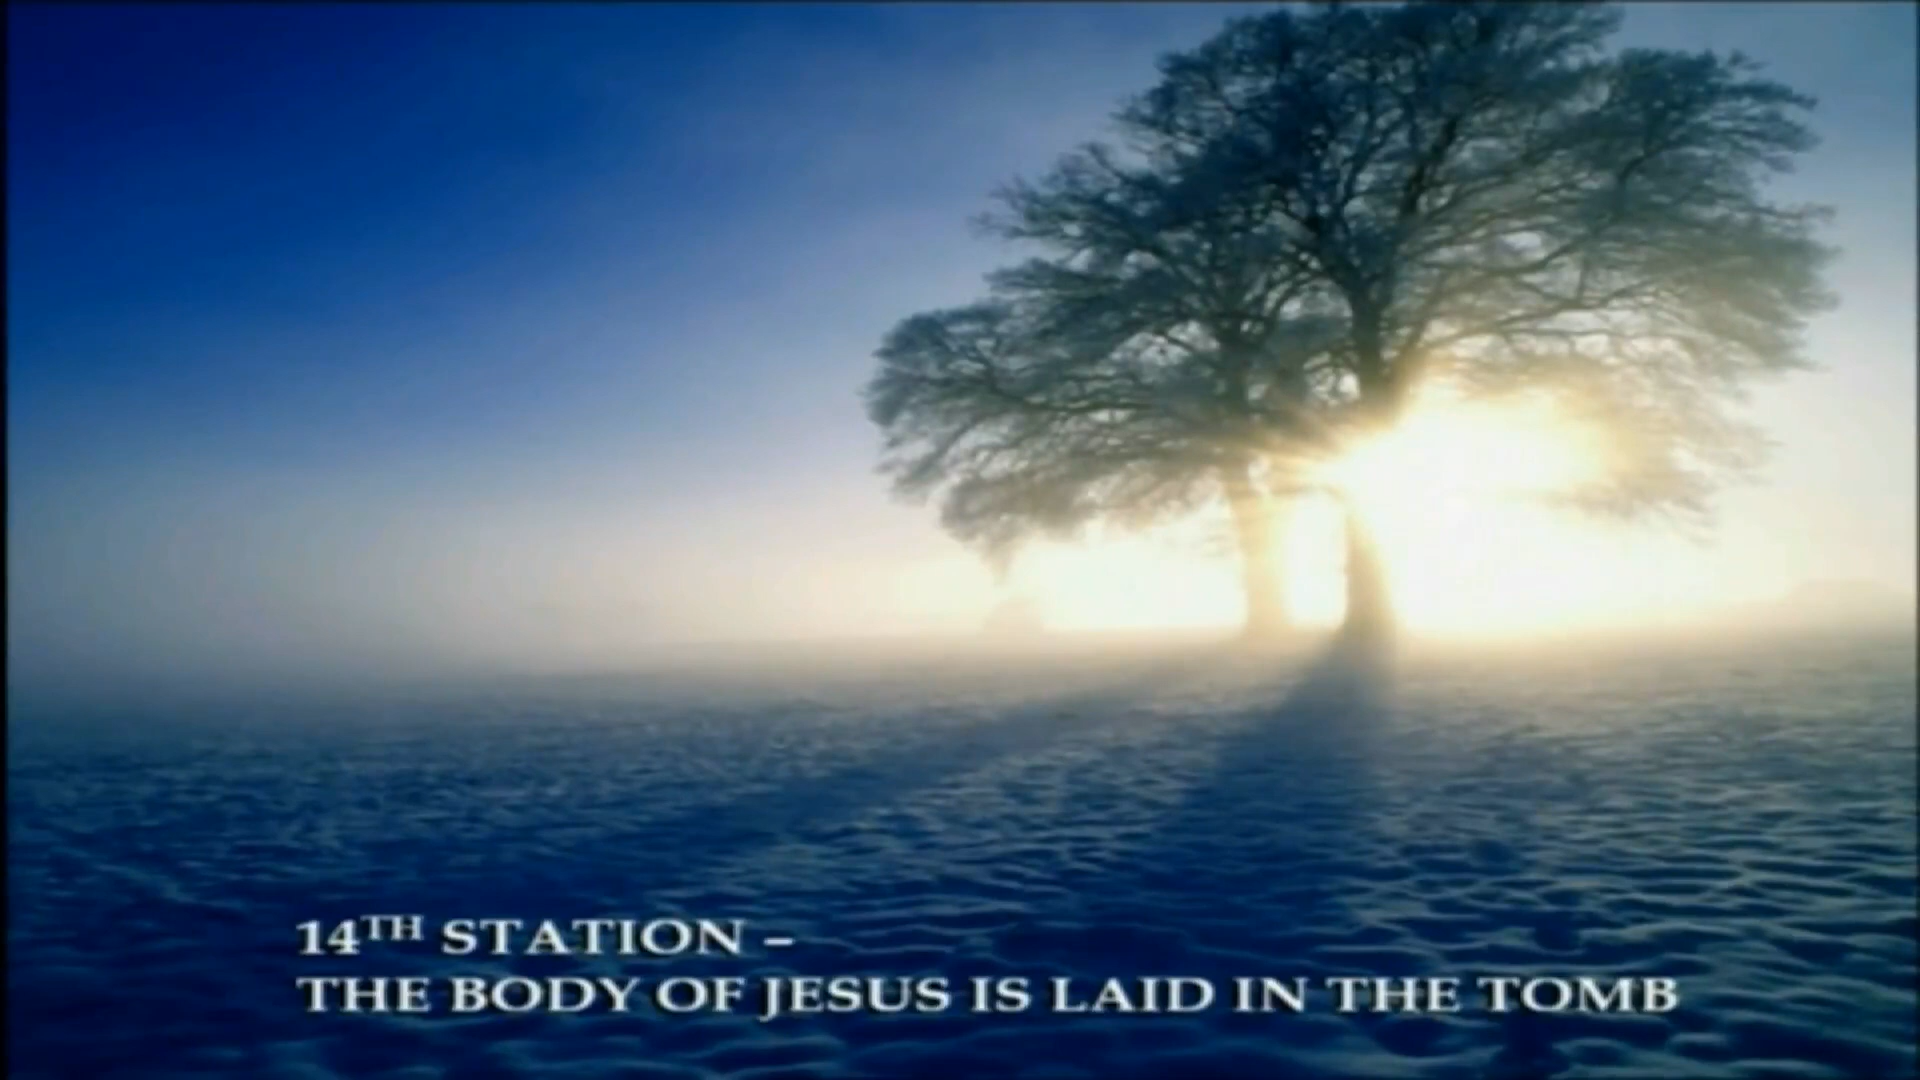 14TH STATION –
THE BODY OF JESUS IS LAID IN THE TOMB